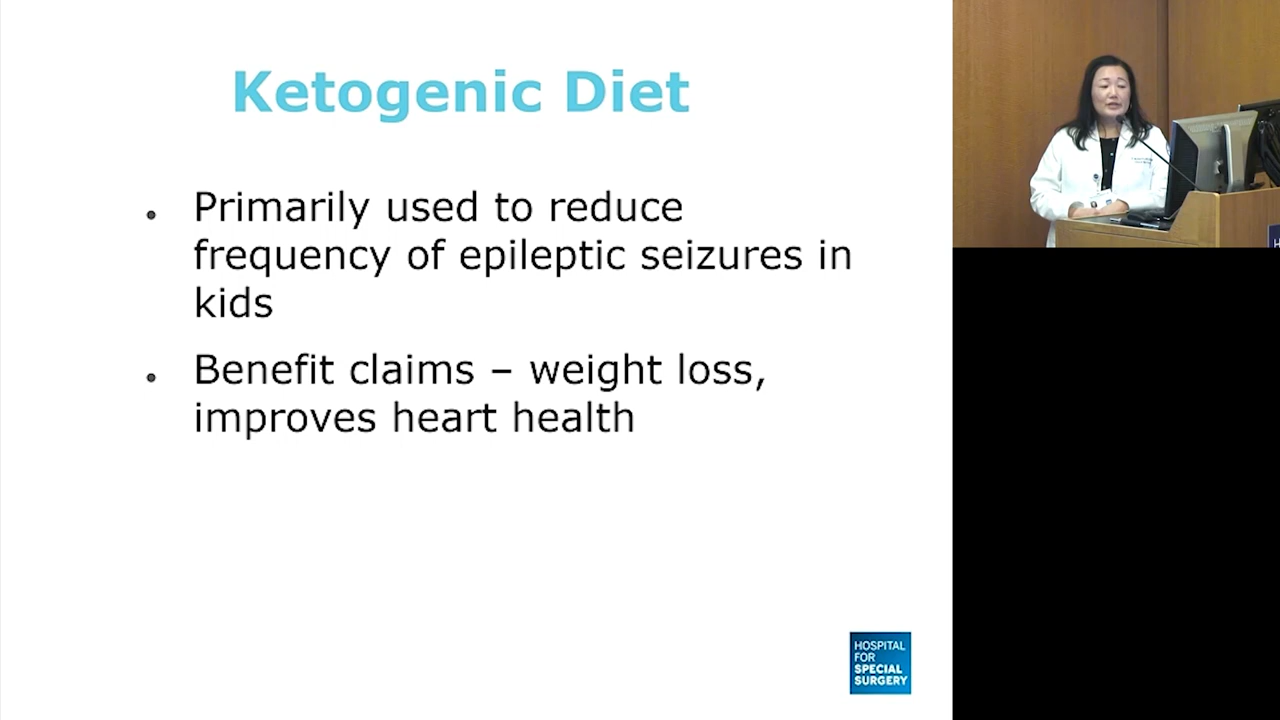 Ketogenic Diet
• Primarily used to reduce
frequency of epileptic seizures in
kids
• Benefit claims – weight loss,
improves heart health
HOSPITAL
FOR
SPECIAL
SURGERY
H